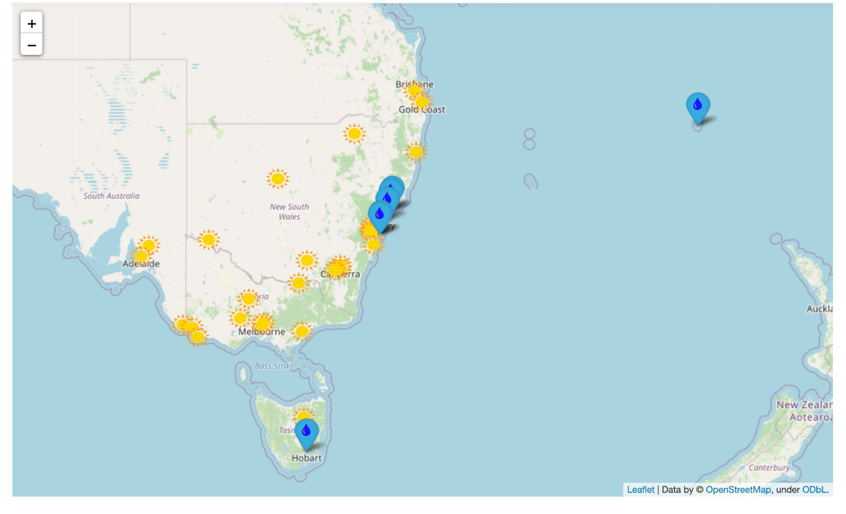 +
−
Brisbane
Gold Coast
South Australia
New South
Wales
Adelaide
Canberra
Melbourne
Bass Strait
Hobart
Auckla
New Zealan
Aotearoa
Canterbury
Leaflet | Data by © OpenStreetMap, under ODbL.